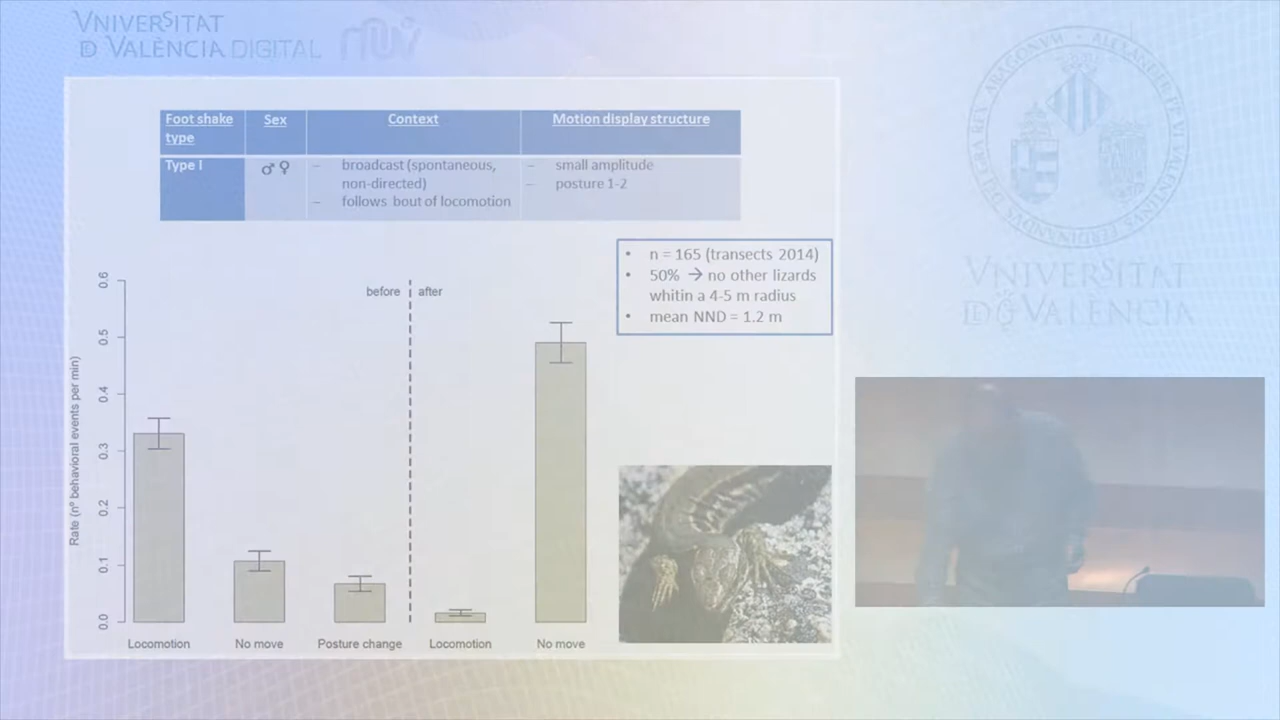 VNIVERSITAT
D VALÈNCIA DIGITAL
nuvi
Foot shake
type
Sex
Context
Motion display structure
Type I
♂ ♀
– broadcast (spontaneous,
non-directed)
– follows bout of locomotion
– small amplitude
– posture 1-2
• n = 165 (transects 2014)
• 50% → no other lizards
whitin a 4-5 m radius
• mean NND = 1.2 m
before
after
Rate (nº behavioral events per min)
0.6
0.5
0.4
0.3
0.2
0.1
0.0
Locomotion
No move
Posture change
Locomotion
No move
VNIVERSITAT
D VALÈNCIA